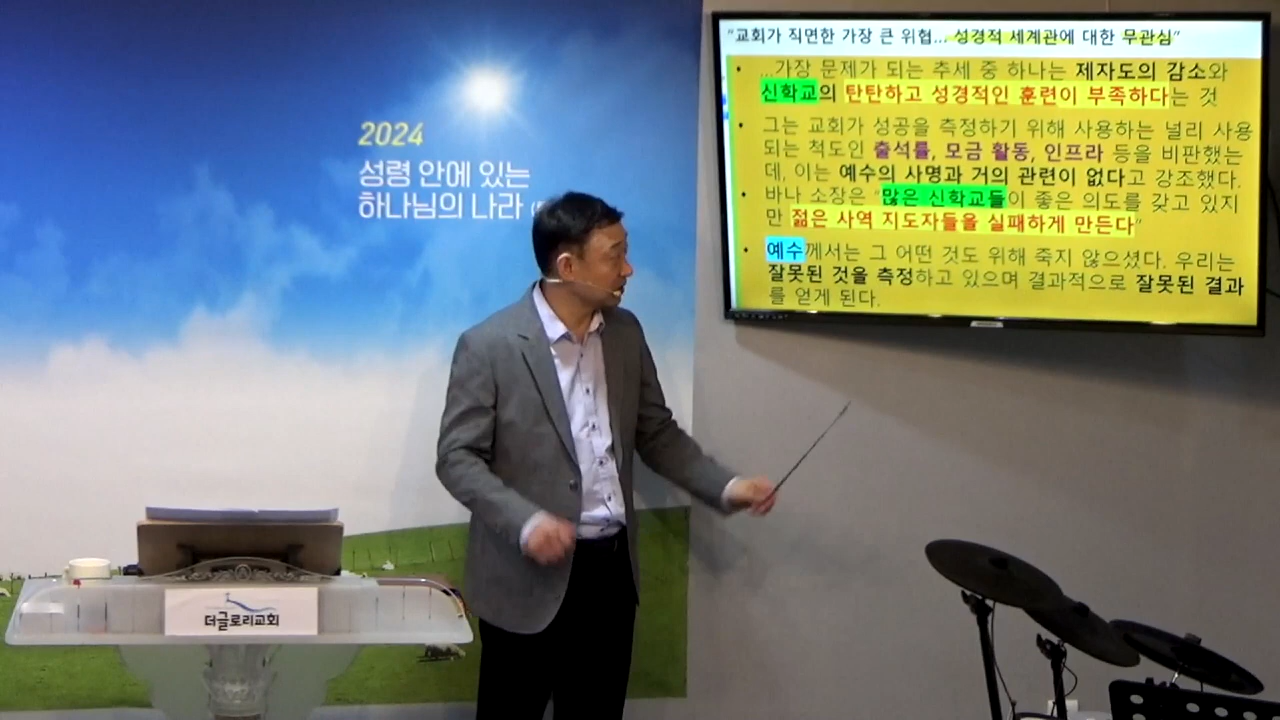 2024
성령 안에 있는
하나님의 나라
더글로리교회
"교회가 직면한 가장 큰 위협... 성경적 세계관에 대한 무관심"
• ...가장 문제가 되는 추세 중 하나는 제자도의 감소와
신학교의 탄탄하고 성경적인 훈련이 부족하다는 것
• 그는 교회가 성공을 측정하기 위해 사용하는 널리 사용
되는 척도인 출석률, 모금 활동, 인프라 등을 비판했는
데, 이는 예수의 사명과 거의 관련이 없다고 강조했다.
• 바나 소장은 "많은 신학교들이 좋은 의도를 갖고 있지
만 젊은 사역 지도자들을 실패하게 만든다"
• 예수께서는 그 어떤 것도 위해 죽지 않으셨다. 우리는
잘못된 것을 측정하고 있으며 결과적으로 잘못된 결과
를 얻게 된다.